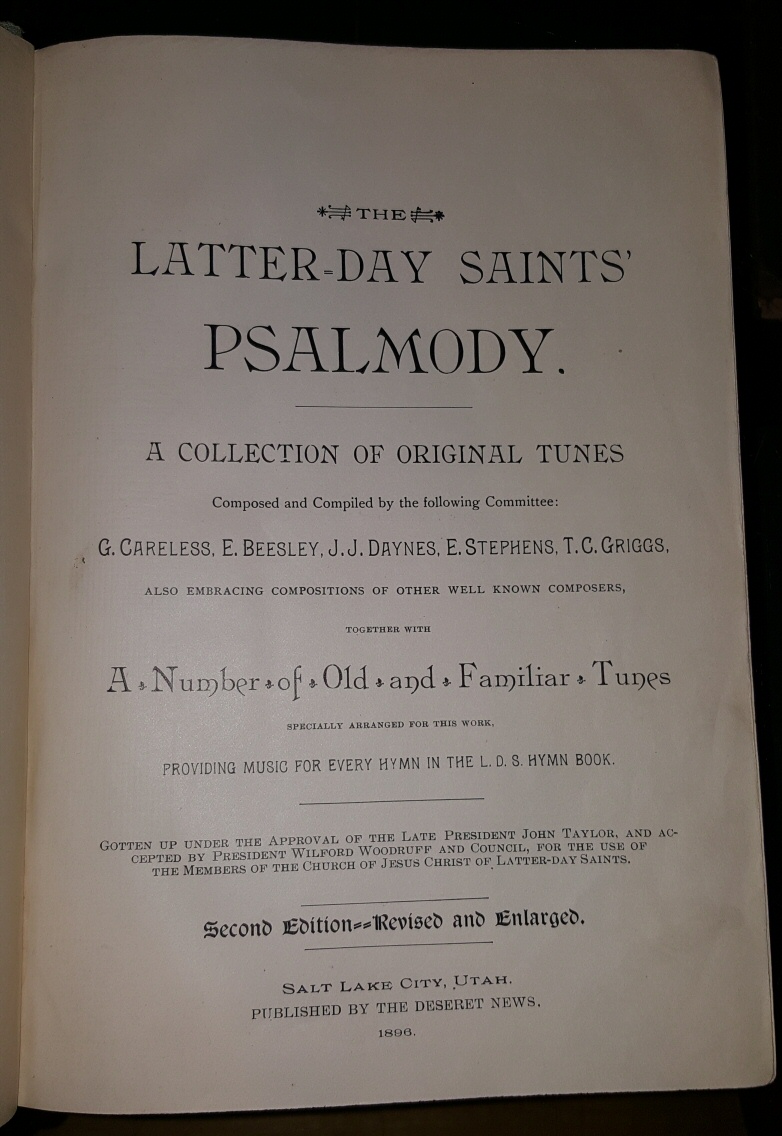 THE
LATTER-DAY SAINTS'
PSALMODY.
A COLLECTION OF ORIGINAL TUNES
Composed and Compiled by the following Committee:
G. CARELESS, E. BEESLEY, J. J. DAYNES, E. STEPHENS, T. C. GRIGGS,
ALSO EMBRACING COMPOSITIONS OF OTHER WELL KNOWN COMPOSERS,
TOGETHER WITH
A Number of Old and Familiar Tunes
SPECIALLY ARRANGED FOR THIS WORK,
PROVIDING MUSIC FOR EVERY HYMN IN THE L. D. S. HYMN BOOK.
GOTTEN UP UNDER THE APPROVAL OF THE LATE PRESIDENT JOHN TAYLOR, AND AC-
CEPTED BY PRESIDENT WILFORD WOODRUFF AND COUNCIL, FOR THE USE OF
THE MEMBERS OF THE CHURCH OF JESUS CHRIST OF LATTER-DAY SAINTS.
Second Edition--Revised and Enlarged.
SALT LAKE CITY, UTAH.
PUBLISHED BY THE DESERET NEWS.
1896.